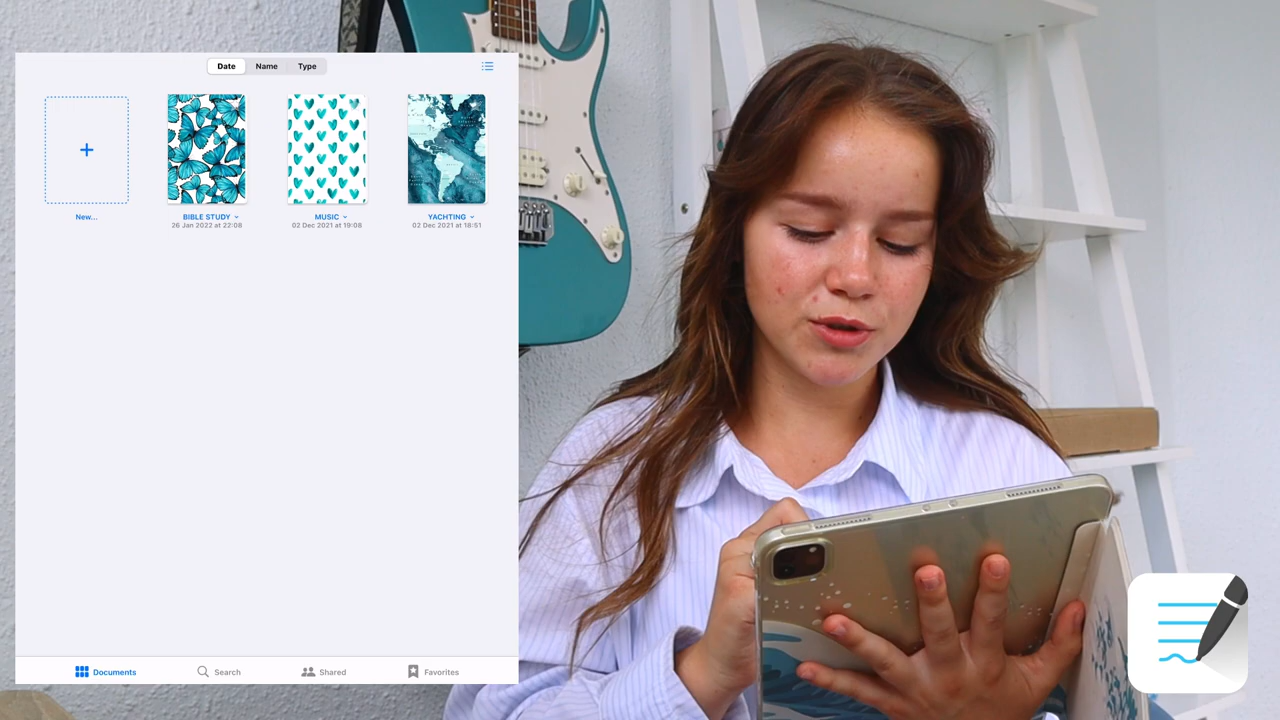 Date Name Type
New...
BIBLE STUDY
26 Jan 2022 at 22:08
MUSIC
02 Dec 2021 at 19:08
YACHTING
02 Dec 2021 at 18:51
Documents Search Shared Favorites